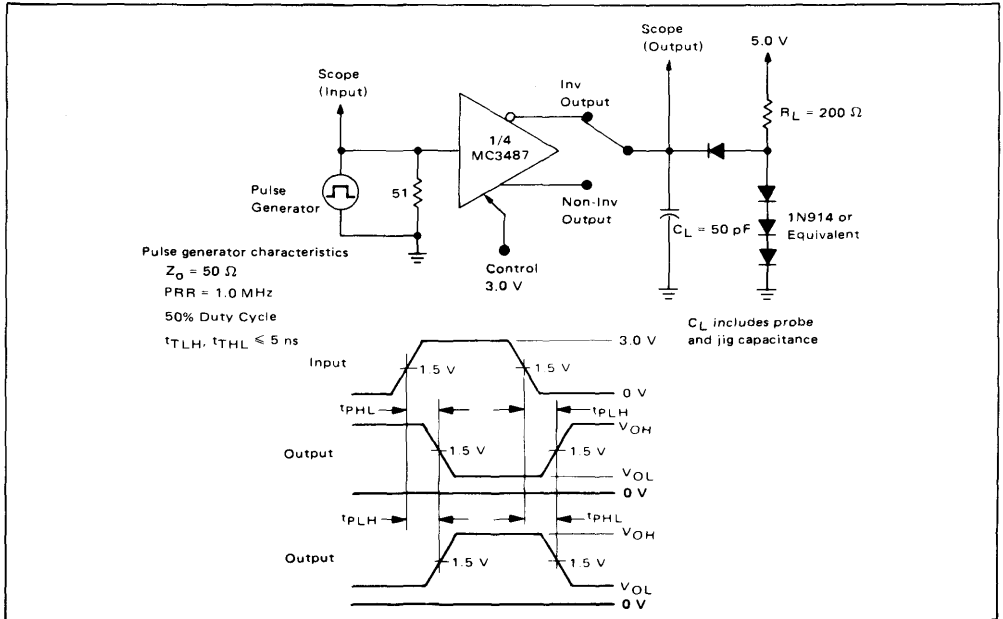 Scope
(Output)
5.0 V
Scope
(Input)
Inv
Output
R_L = 200 Ω
1/4
MC3487
51
Pulse
Generator
Non-Inv
Output
C_L = 50 pF
1N914 or
Equivalent
Control
3.0 V
Pulse generator characteristics
Z_o = 50 Ω
PRR = 1.0 MHz
50% Duty Cycle
t_TLH, t_THL ≤ 5 ns
C_L includes probe
and jig capacitance
3.0 V
Input
1.5 V
1.5 V
0 V
t_PHL
t_PLH
V_OH
Output
1.5 V
1.5 V
V_OL
0 V
t_PLH
t_PHL
V_OH
Output
1.5 V
1.5 V
V_OL
0 V